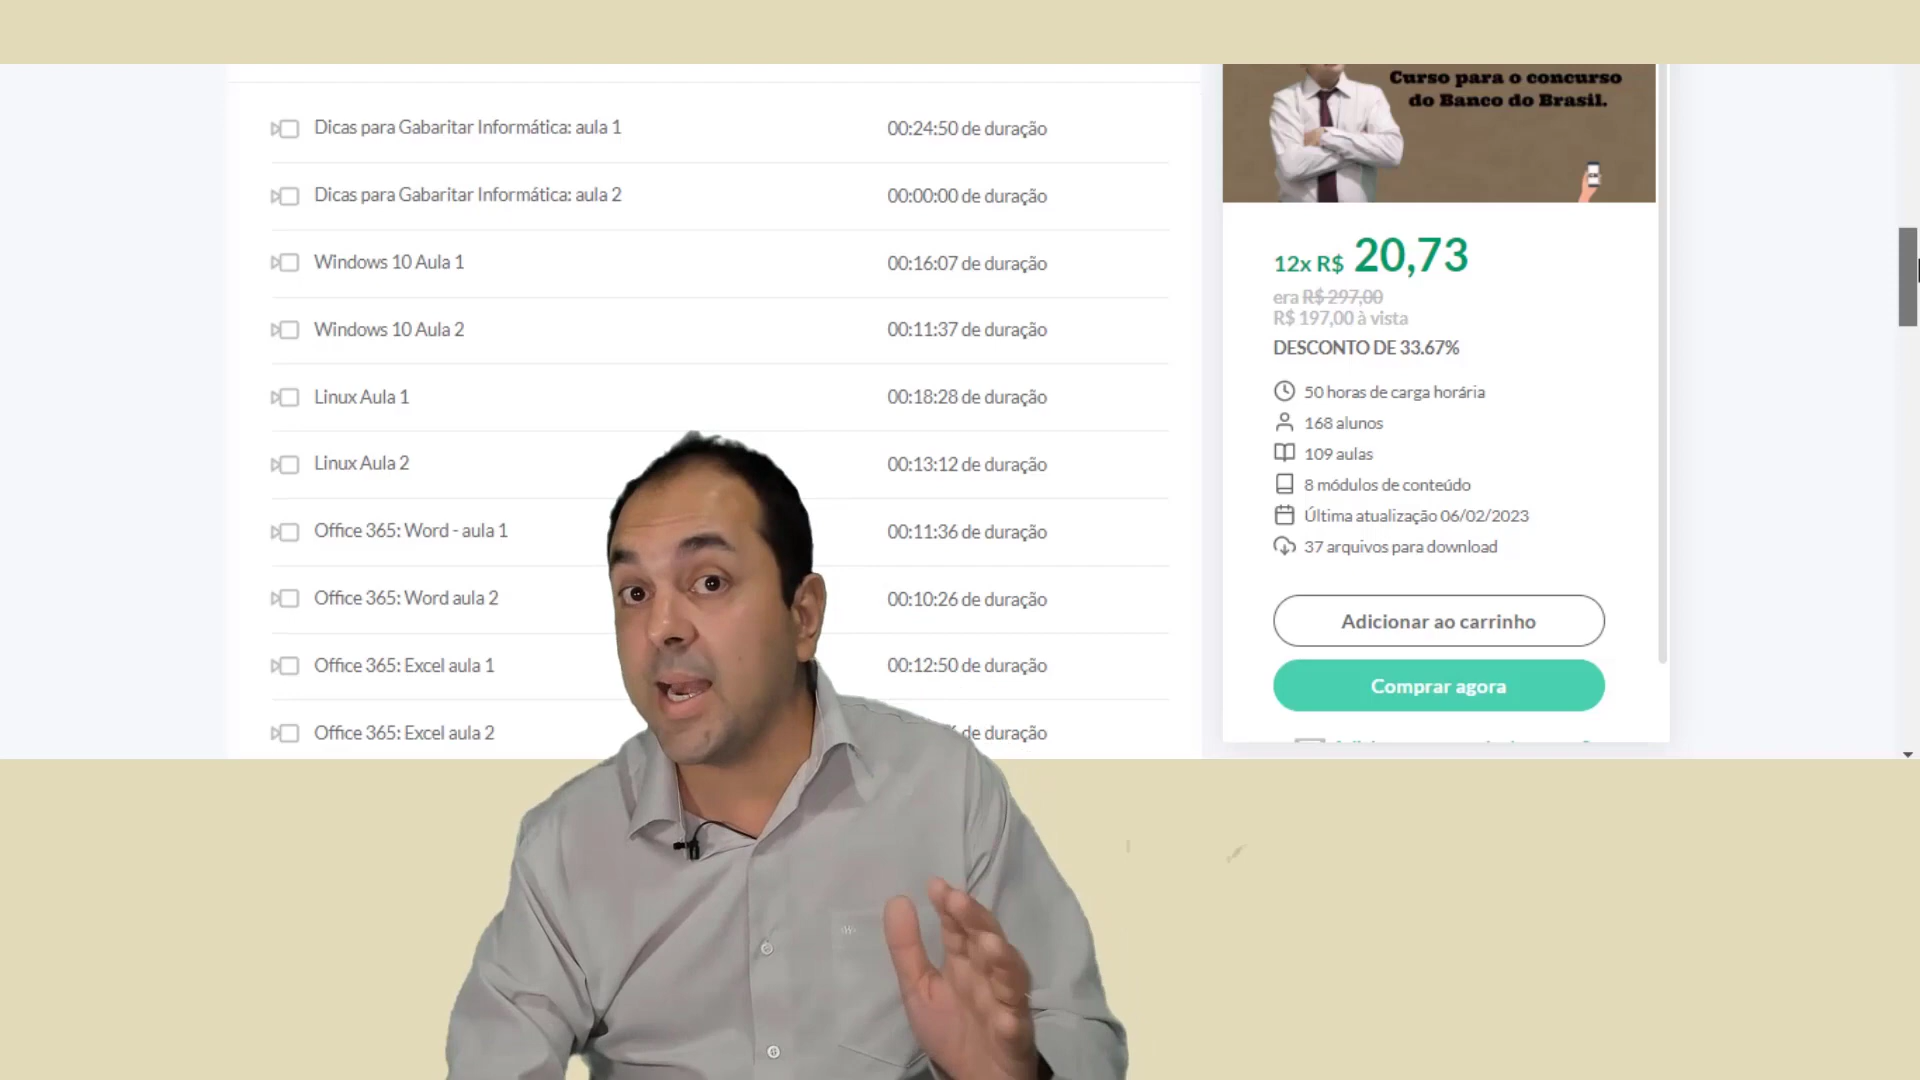 Curso para o concurso
do Banco do Brasil.
Dicas para Gabaritar Informática: aula 1 00:24:50 de duração
Dicas para Gabaritar Informática: aula 2 00:00:00 de duração
Windows 10 Aula 1 00:16:07 de duração
Windows 10 Aula 2 00:11:37 de duração
Linux Aula 1 00:18:28 de duração
Linux Aula 2 00:13:12 de duração
Office 365: Word - aula 1 00:11:36 de duração
Office 365: Word aula 2 00:10:26 de duração
Office 365: Excel aula 1 00:12:50 de duração
Office 365: Excel aula 2 de duração
12x R$ 20,73
era R$ 297,00
R$ 197,00 à vista
DESCONTO DE 33.67%
50 horas de carga horária
168 alunos
109 aulas
8 módulos de conteúdo
Última atualização 06/02/2023
37 arquivos para download
Adicionar ao carrinho
Comprar agora